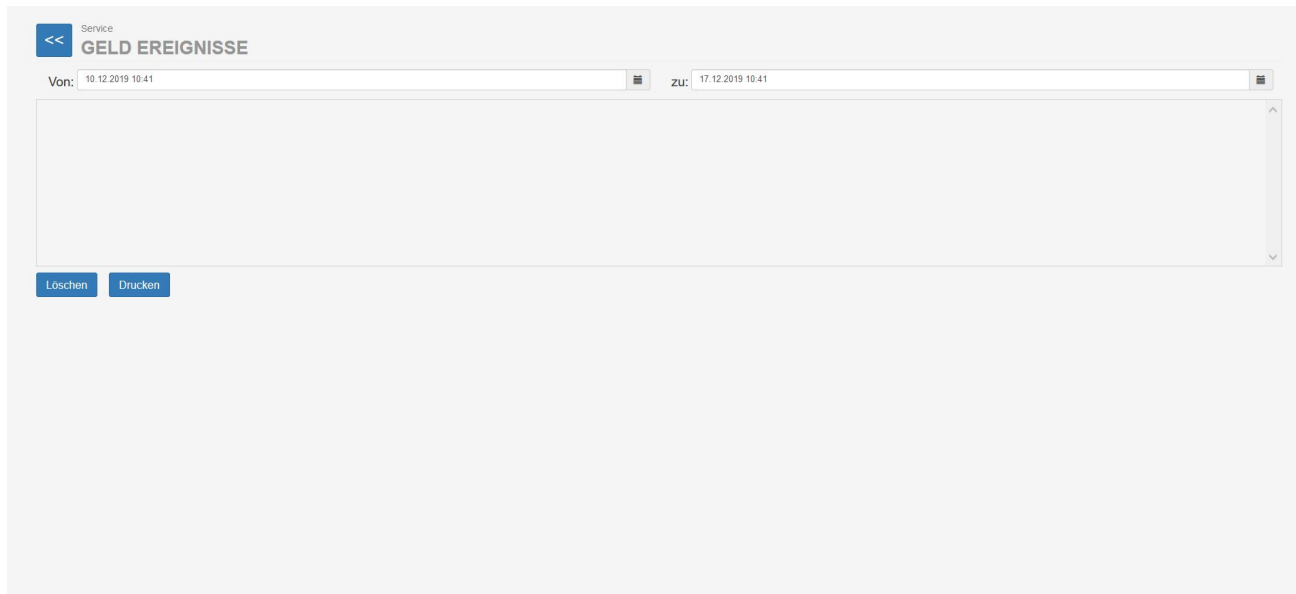 <<
Service
GELD EREIGNISSE
Von: 10.12.2019 10:41 zu: 17.12.2019 10:41
Löschen Drucken